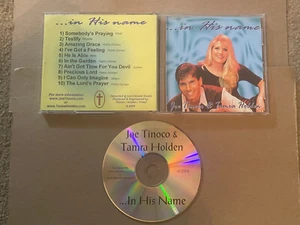 ...in His name
1) Somebody's Praying
2) Testify
3) Amazing Grace
4) I've Got a Feeling
5) He Is Able
6) In the Garden
7) Ain't Got Time For You Devil
8) Precious Lord
9) I Can Only Imagine
10) The Lord's Prayer
...in His name
Joe Tinoco & Tamra Holden
Joe Tinoco &
Tamra Holden
...In His Name